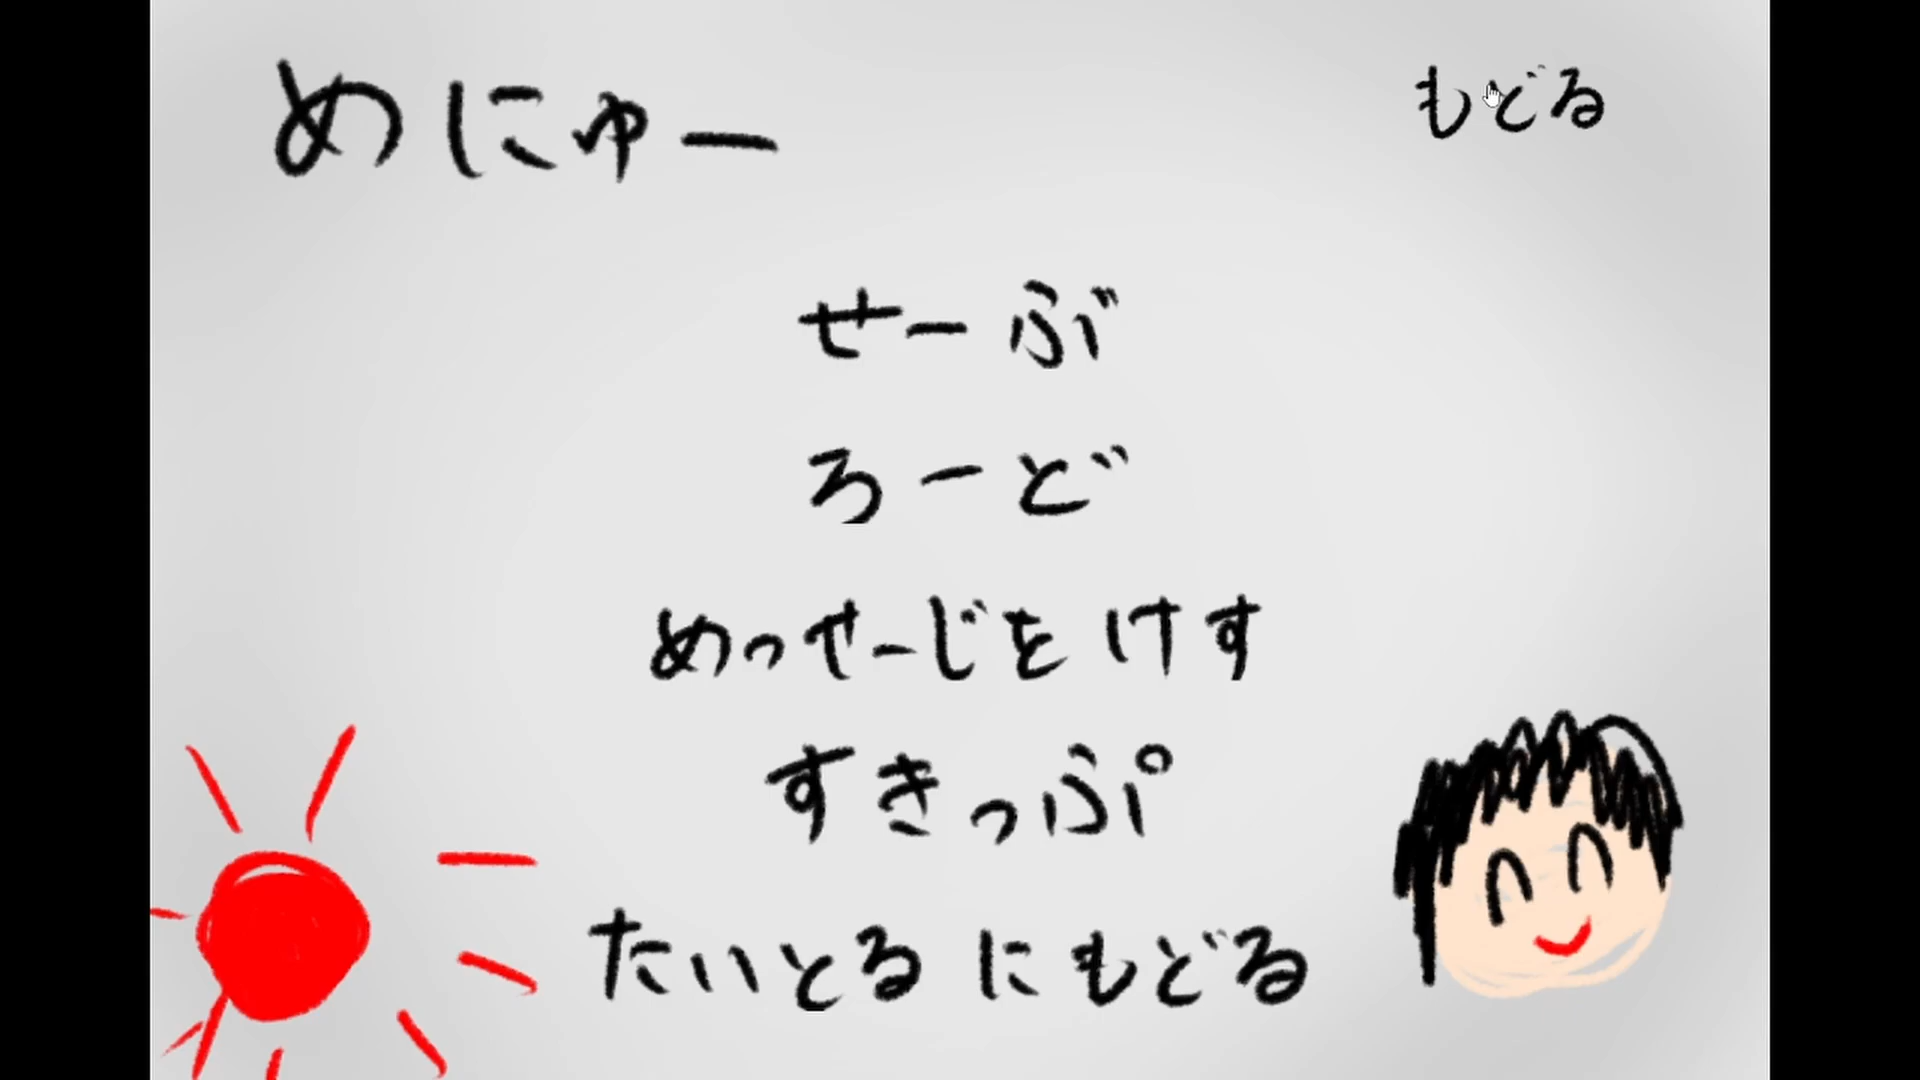 めにゅー
もどる
せーぶ
ろーど
めっせーじを けす
すきっぷ
たいとる にもどる